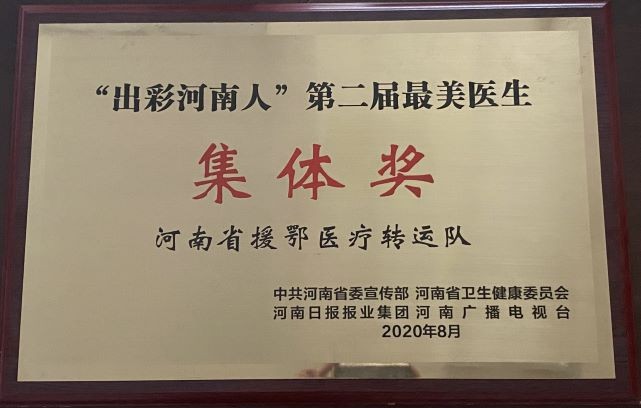 “出彩河南人”第二届最美医生
集体奖
河南省援鄂医疗转运队
中共河南省委宣传部 河南省卫生健康委员会
河南日报报业集团 河南广播电视台
2020年8月